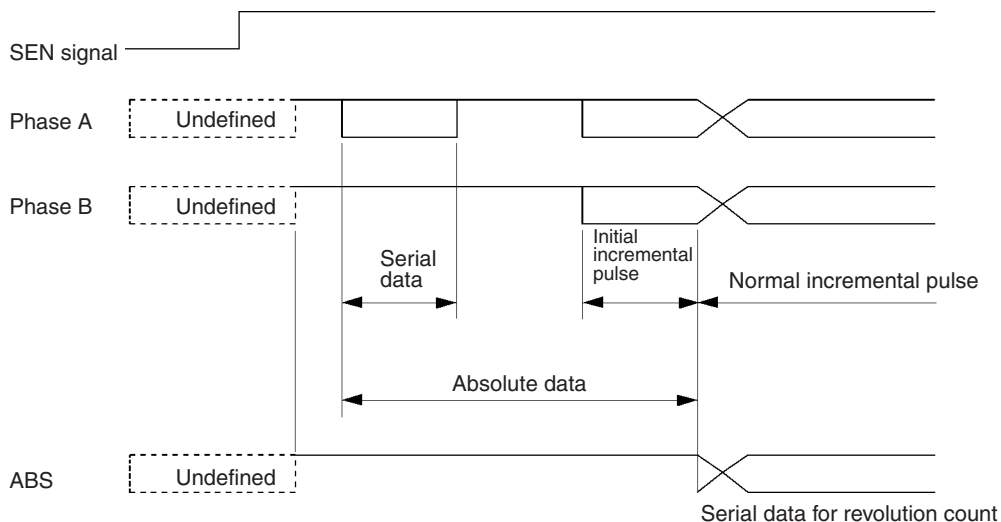 SEN signal
Phase A
Undefined
Phase B
Undefined
Serial
data
Initial
incremental
pulse
Normal incremental pulse
Absolute data
ABS
Undefined
Serial data for revolution count